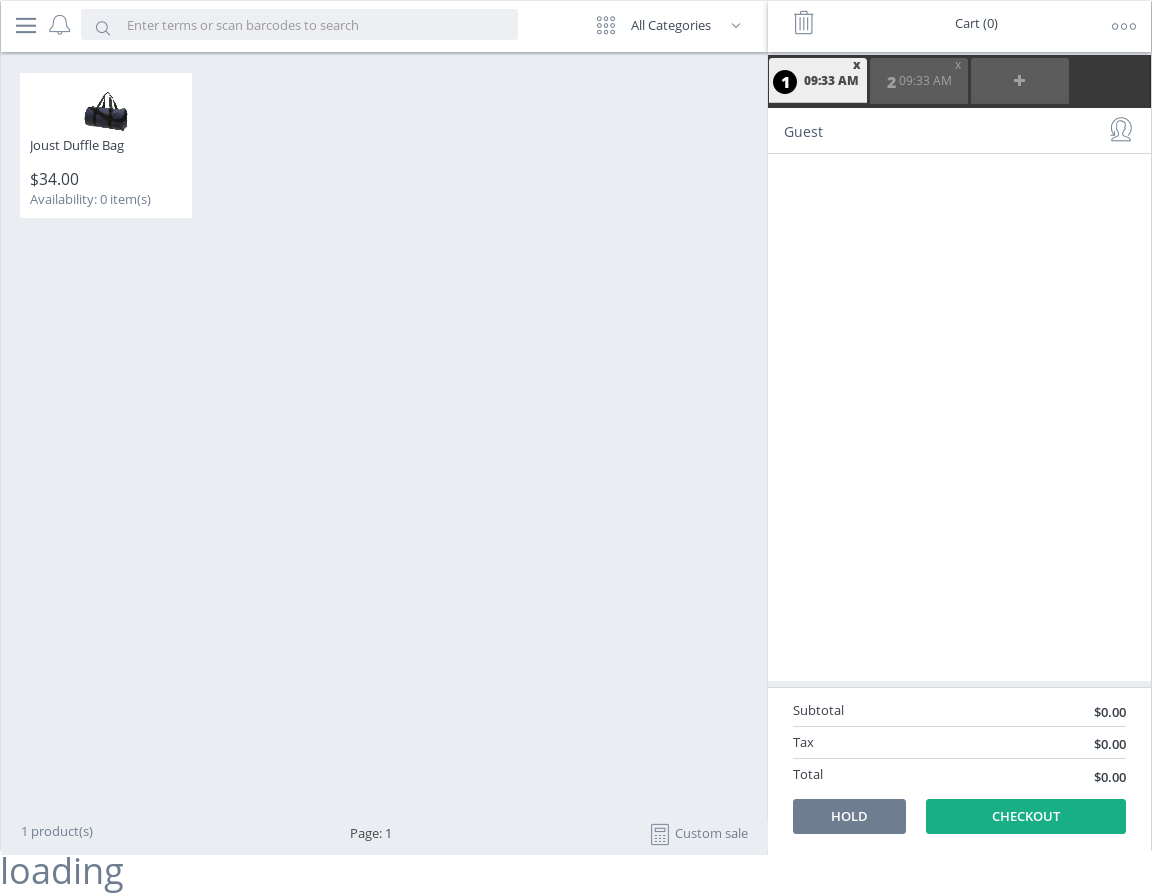 Enter terms or scan barcodes to search
All Categories
Cart (0)
1 09:33 AM x
2 09:33 AM x
+
Guest
Joust Duffle Bag
$34.00
Availability: 0 item(s)
Subtotal $0.00
Tax $0.00
Total $0.00
HOLD CHECKOUT
1 product(s) Page: 1 Custom sale
loading